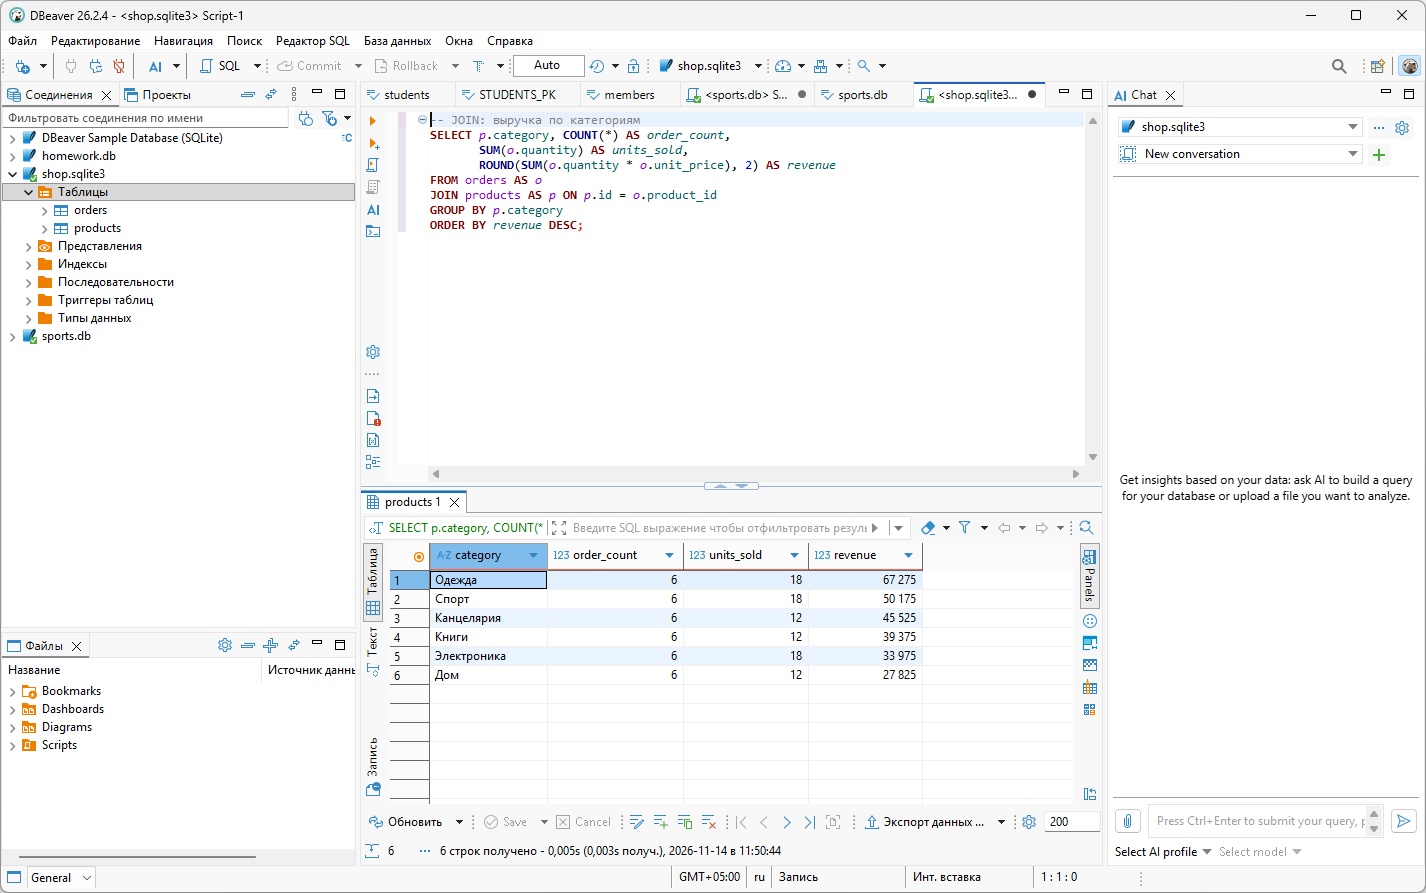 DBeaver 26.2.4 - <shop.sqlite3> Script-1
Файл Редактирование Навигация Поиск Редактор SQL База данных Окна Справка
AI SQL Commit Rollback T Auto shop.sqlite3
Соединения Проекты
Фильтровать соединения по имени
DBeaver Sample Database (SQLite)
homework.db
shop.sqlite3
Таблицы
orders
products
Представления
Индексы
Последовательности
Триггеры таблиц
Типы данных
sports.db
Файлы
Название Источник данн
Bookmarks
Dashboards
Diagrams
Scripts
General
students STUDENTS_PK members <sports.db> S... sports.db <shop.sqlite3...
AI
-- JOIN: выручка по категориям
SELECT p.category, COUNT(*) AS order_count,
SUM(o.quantity) AS units_sold,
ROUND(SUM(o.quantity * o.unit_price), 2) AS revenue
FROM orders AS o
JOIN products AS p ON p.id = o.product_id
GROUP BY p.category
ORDER BY revenue DESC;
products 1
SELECT p.category, COUNT(* Введите SQL выражение чтобы отфильтровать резуль
Таблица
Текст
Запись
A-Z category 123 order_count 123 units_sold 123 revenue
1 Одежда 6 18 67 275
2 Спорт 6 18 50 175
3 Канцелярия 6 12 45 525
4 Книги 6 12 39 375
5 Электроника 6 18 33 975
6 Дом 6 12 27 825
Panels
Обновить Save Cancel Экспорт данных ... 200
6 ... 6 строк получено - 0,005s (0,003s получ.), 2026-11-14 в 11:50:44
GMT+05:00 ru Запись Инт. вставка 1 : 1 : 0
AI Chat
shop.sqlite3
New conversation
Get insights based on your data: ask AI to build a query
for your database or upload a file you want to analyze.
Press Ctrl+Enter to submit your query, p
Select AI profile Select model